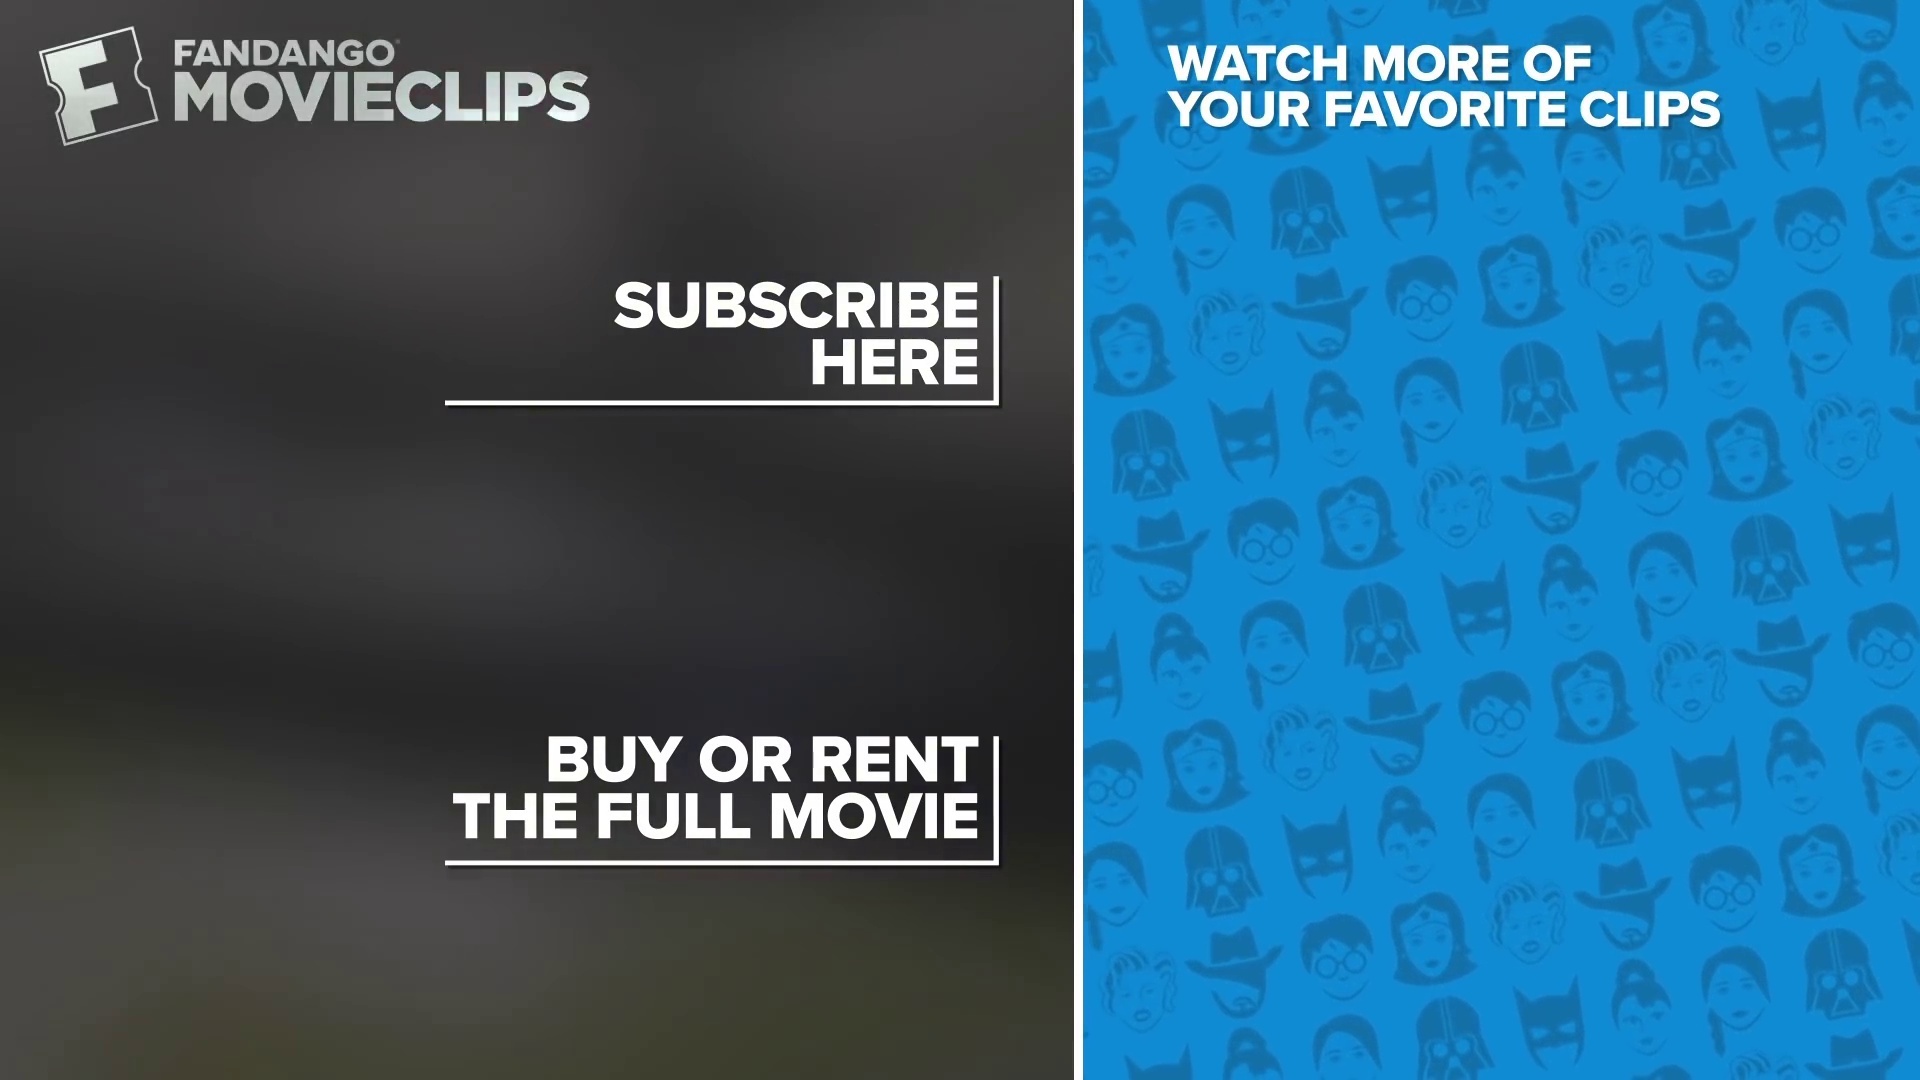 FANDANGO
MOVIECLIPS
SUBSCRIBE
HERE
BUY OR RENT
THE FULL MOVIE
WATCH MORE OF
YOUR FAVORITE CLIPS